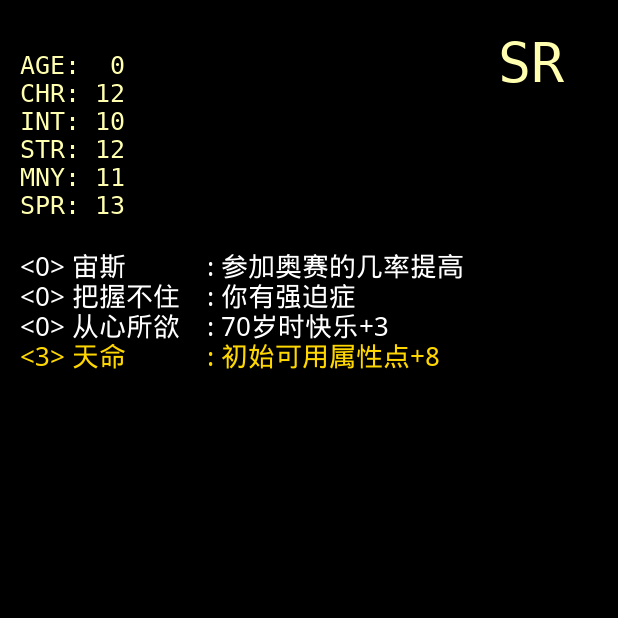 SR
AGE: 0
CHR: 12
INT: 10
STR: 12
MNY: 11
SPR: 13
<0> 宙斯 : 参加奥赛的几率提高
<0> 把握不住 : 你有强迫症
<0> 从心所欲 : 70岁时快乐+3
<3> 天命 : 初始可用属性点+8